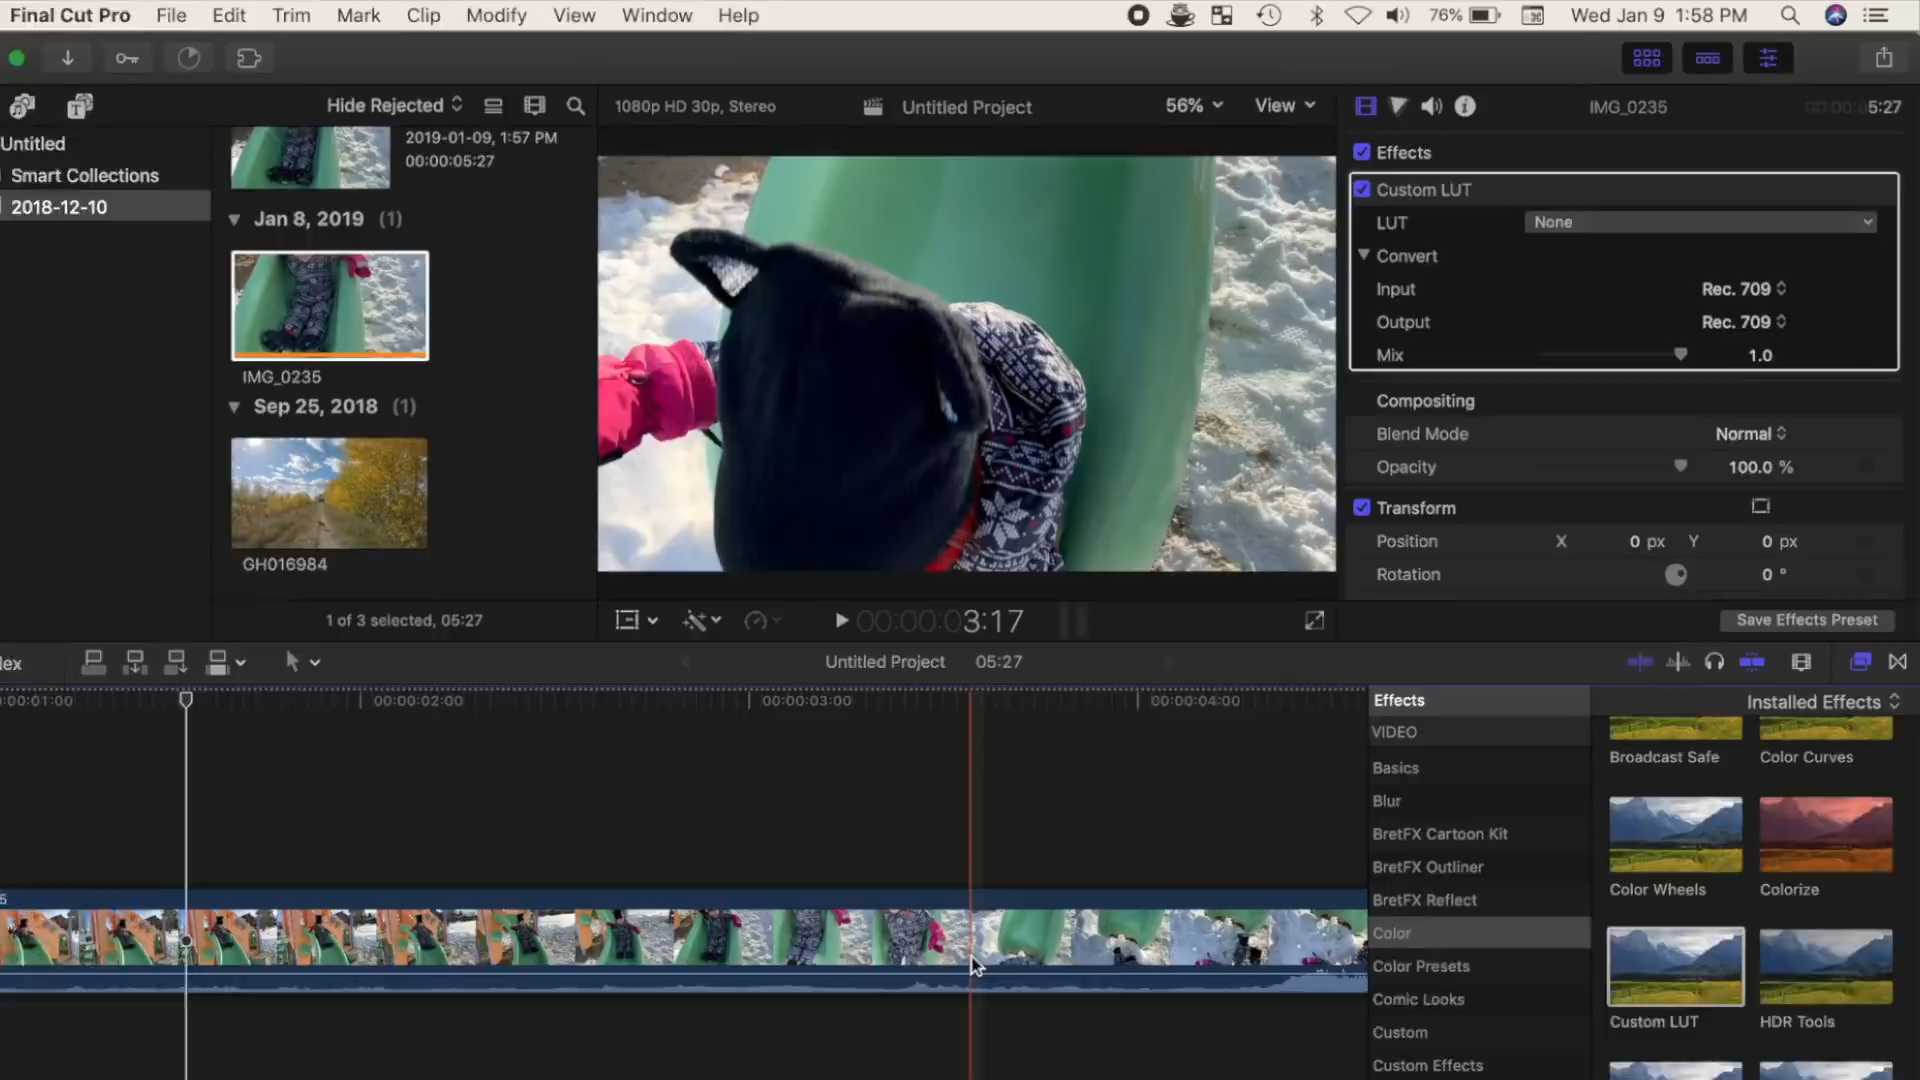 Final Cut Pro File Edit Trim Mark Clip Modify View Window Help 76% Wed Jan 9 1:58 PM
Hide Rejected
1080p HD 30p, Stereo Untitled Project 56% View
IMG_0235 5:27
Untitled
Smart Collections
2018-12-10
2019-01-09, 1:57 PM
00:00:05:27
Jan 8, 2019 (1)
IMG_0235
Sep 25, 2018 (1)
GH016984
1 of 3 selected, 05:27
00:00:03:17
Effects
Custom LUT
LUT None
Convert
Input Rec. 709
Output Rec. 709
Mix 1.0
Compositing
Blend Mode Normal
Opacity 100.0 %
Transform
Position X 0 px Y 0 px
Rotation 0 °
Save Effects Preset
lex
Untitled Project 05:27
:00:01:00 00:00:02:00 00:00:03:00 00:00:04:00
5
Effects
VIDEO
Basics
Blur
BretFX Cartoon Kit
BretFX Outliner
BretFX Reflect
Color
Color Presets
Comic Looks
Custom
Custom Effects
Installed Effects
Broadcast Safe Color Curves
Color Wheels Colorize
Custom LUT HDR Tools